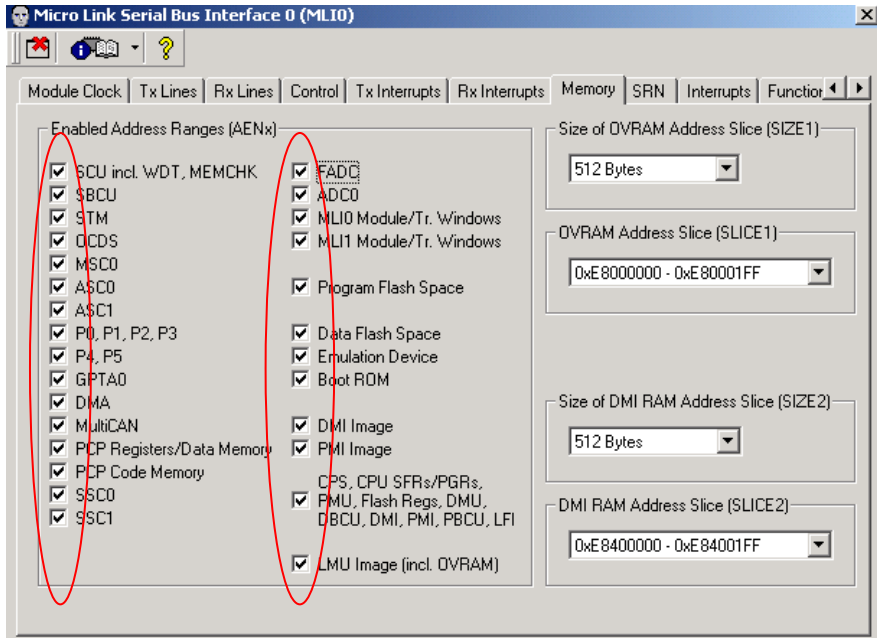 Micro Link Serial Bus Interface 0 (MLI0)
Module Clock Tx Lines Rx Lines Control Tx Interrupts Rx Interrupts Memory SRN Interrupts Function
Enabled Address Ranges (AENx)
SCU incl. WDT, MEMCHK
SBCU
STM
OCDS
MSC0
ASC0
ASC1
P0, P1, P2, P3
P4, P5
GPTA0
DMA
MultiCAN
PCP Registers/Data Memory
PCP Code Memory
SSC0
SSC1
FADC
ADC0
MLI0 Module/Tr. Windows
MLI1 Module/Tr. Windows
Program Flash Space
Data Flash Space
Emulation Device
Boot ROM
DMI Image
PMI Image
CPS, CPU SFRs/PGRs,
PMU, Flash Regs, DMU,
DBCU, DMI, PMI, PBCU, LFI
LMU Image (incl. OVRAM)
Size of OVRAM Address Slice (SIZE1)
512 Bytes
OVRAM Address Slice (SLICE1)
0xE8000000 - 0xE80001FF
Size of DMI RAM Address Slice (SIZE2)
512 Bytes
DMI RAM Address Slice (SLICE2)
0xE8400000 - 0xE84001FF